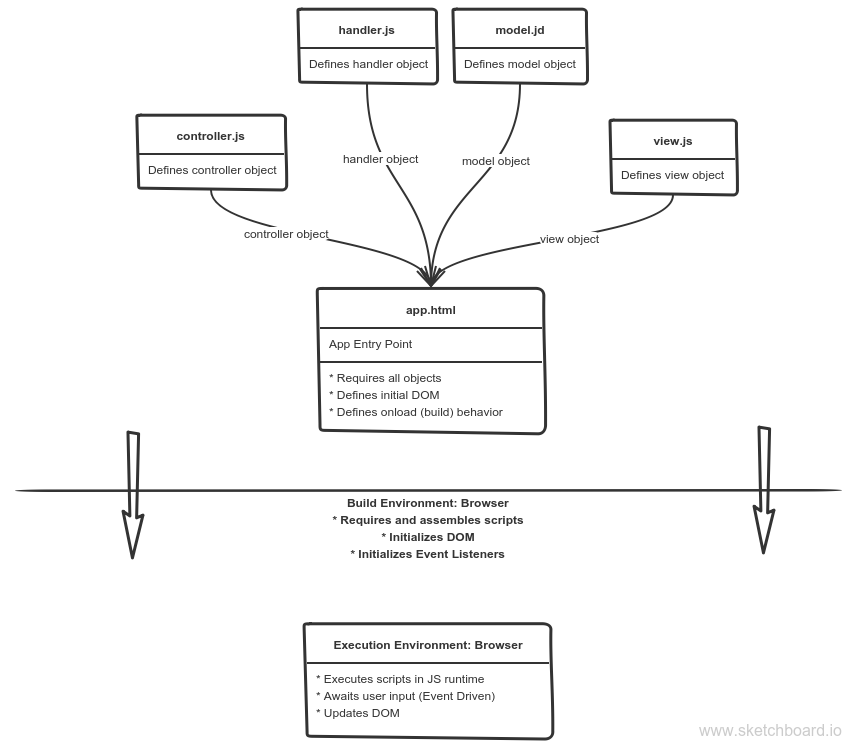 handler.js
Defines handler object
model.jd
Defines model object
controller.js
Defines controller object
view.js
Defines view object
handler object
model object
controller object
view object
app.html
App Entry Point
* Requires all objects
* Defines initial DOM
* Defines onload (build) behavior
Build Environment: Browser
* Requires and assembles scripts
* Initializes DOM
* Initializes Event Listeners
Execution Environment: Browser
* Executes scripts in JS runtime
* Awaits user input (Event Driven)
* Updates DOM
www.sketchboard.io